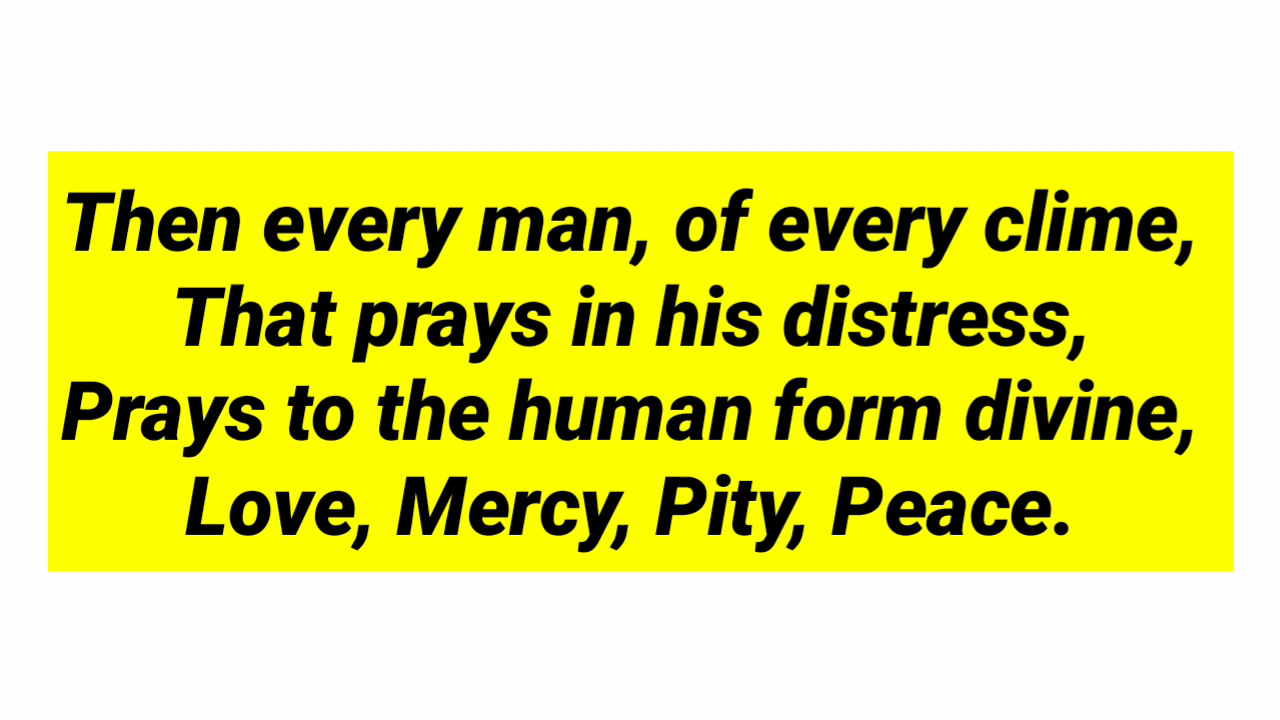 Then every man, of every clime,
That prays in his distress,
Prays to the human form divine,
Love, Mercy, Pity, Peace.